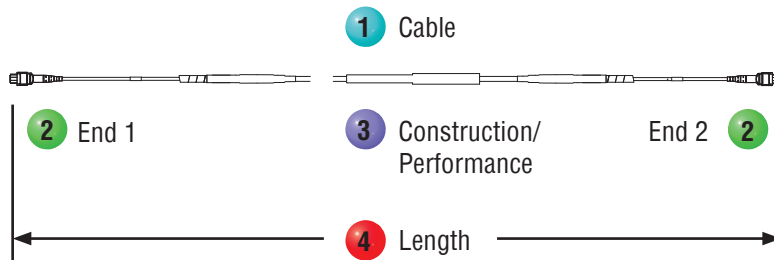 1 Cable
2 End 1
3 Construction/
Performance
End 2 2
4 Length